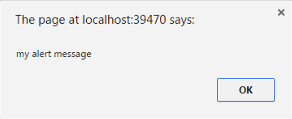 The page at localhost:39470 says:
my alert message
OK